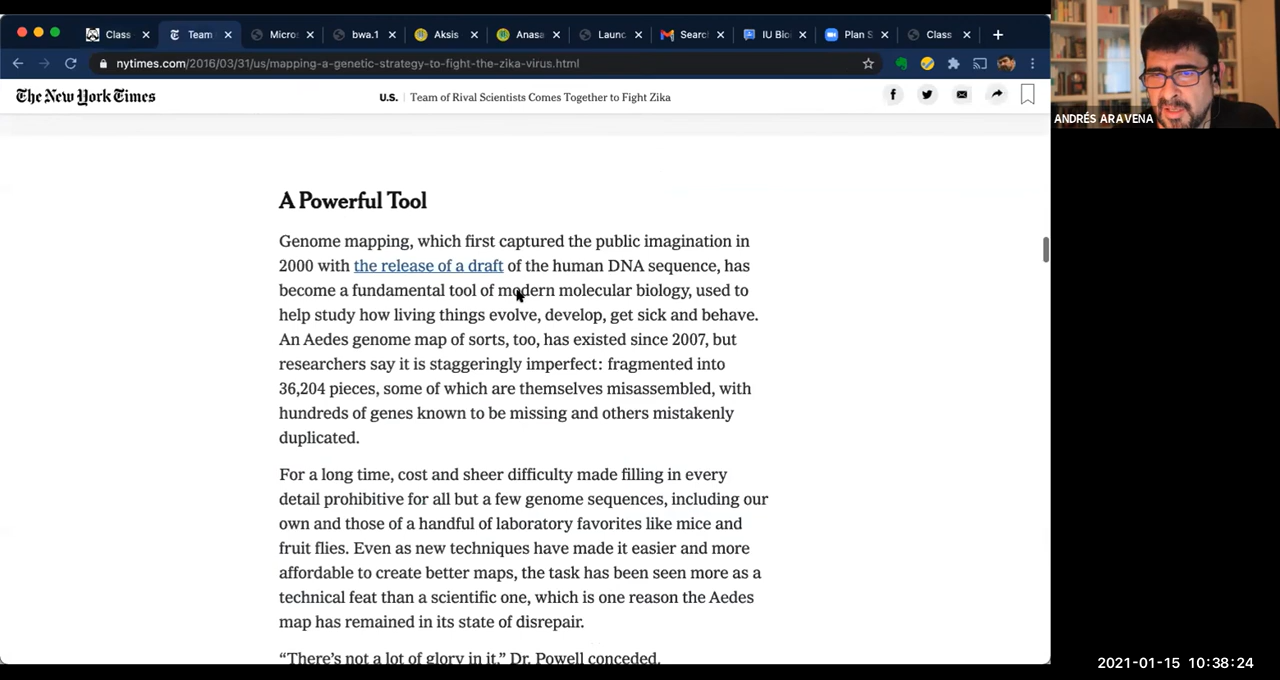 Class
Team
Micros
bwa.1
Aksis
Anasa
Launc
Search
IU Bio
Plan S
Class
nytimes.com/2016/03/31/us/mapping-a-genetic-strategy-to-fight-the-zika-virus.html
The New York Times
U.S. | Team of Rival Scientists Comes Together to Fight Zika
ANDRÉS ARAVENA
A Powerful Tool
Genome mapping, which first captured the public imagination in
2000 with the release of a draft of the human DNA sequence, has
become a fundamental tool of modern molecular biology, used to
help study how living things evolve, develop, get sick and behave.
An Aedes genome map of sorts, too, has existed since 2007, but
researchers say it is staggeringly imperfect: fragmented into
36,204 pieces, some of which are themselves misassembled, with
hundreds of genes known to be missing and others mistakenly
duplicated.
For a long time, cost and sheer difficulty made filling in every
detail prohibitive for all but a few genome sequences, including our
own and those of a handful of laboratory favorites like mice and
fruit flies. Even as new techniques have made it easier and more
affordable to create better maps, the task has been seen more as a
technical feat than a scientific one, which is one reason the Aedes
map has remained in its state of disrepair.
“There’s not a lot of glory in it,” Dr. Powell conceded.
2021-01-15 10:38:24